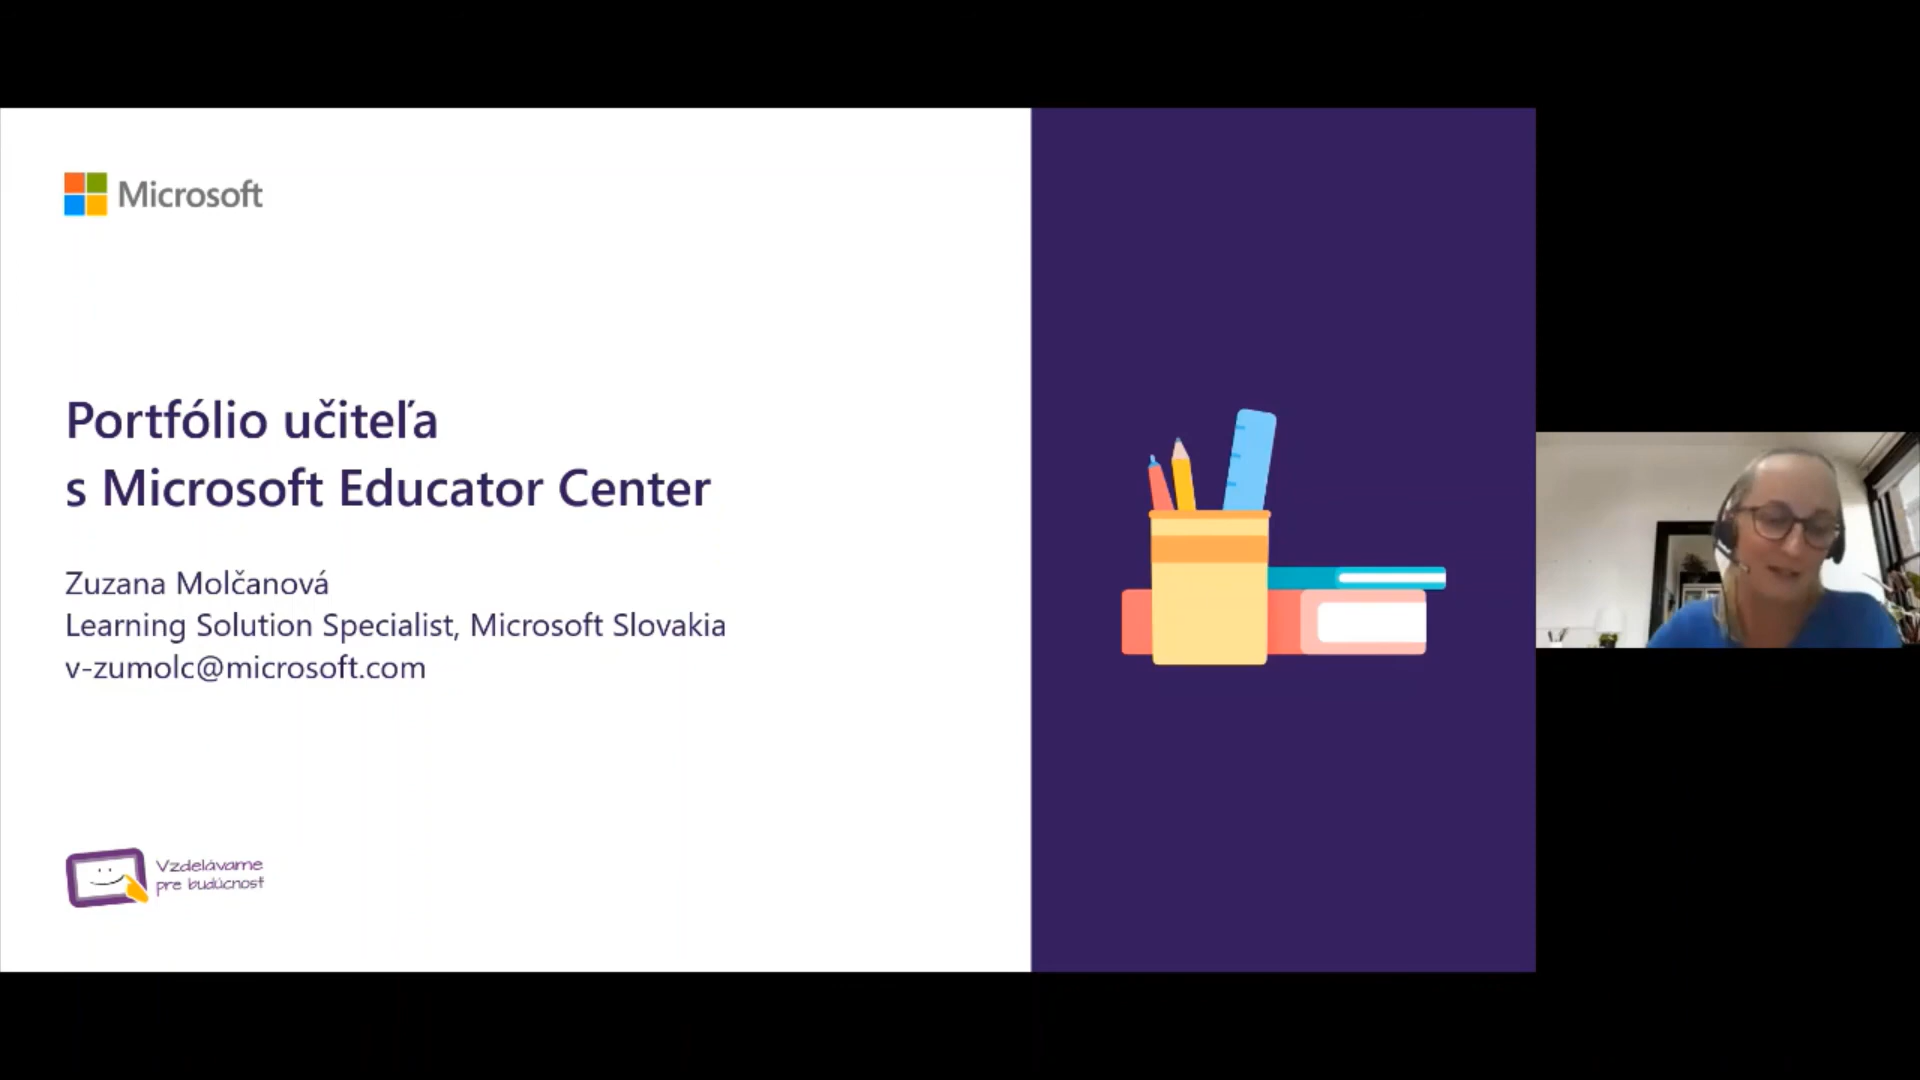 Microsoft
Portfólio učiteľa
s Microsoft Educator Center
Zuzana Molčanová
Learning Solution Specialist, Microsoft Slovakia
v-zumolc@microsoft.com
Vzdelávame
pre budúcnosť